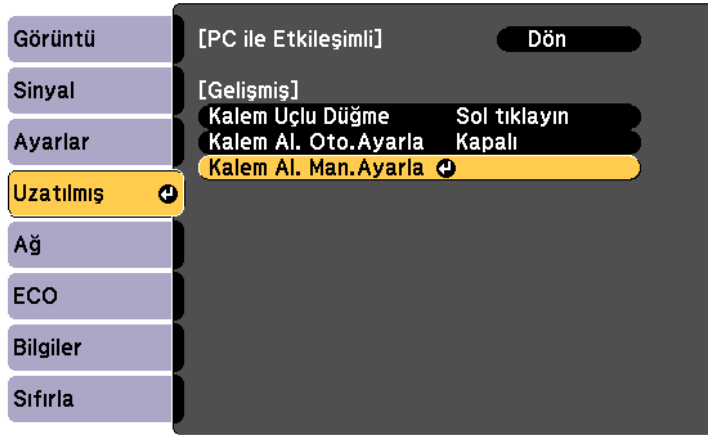 Görüntü
Sinyal
Ayarlar
Uzatılmış
Ağ
ECO
Bilgiler
Sıfırla
[PC ile Etkileşimli] Dön
[Gelişmiş]
Kalem Uçlu Düğme Sol tıklayın
Kalem Al. Oto.Ayarla Kapalı
Kalem Al. Man.Ayarla